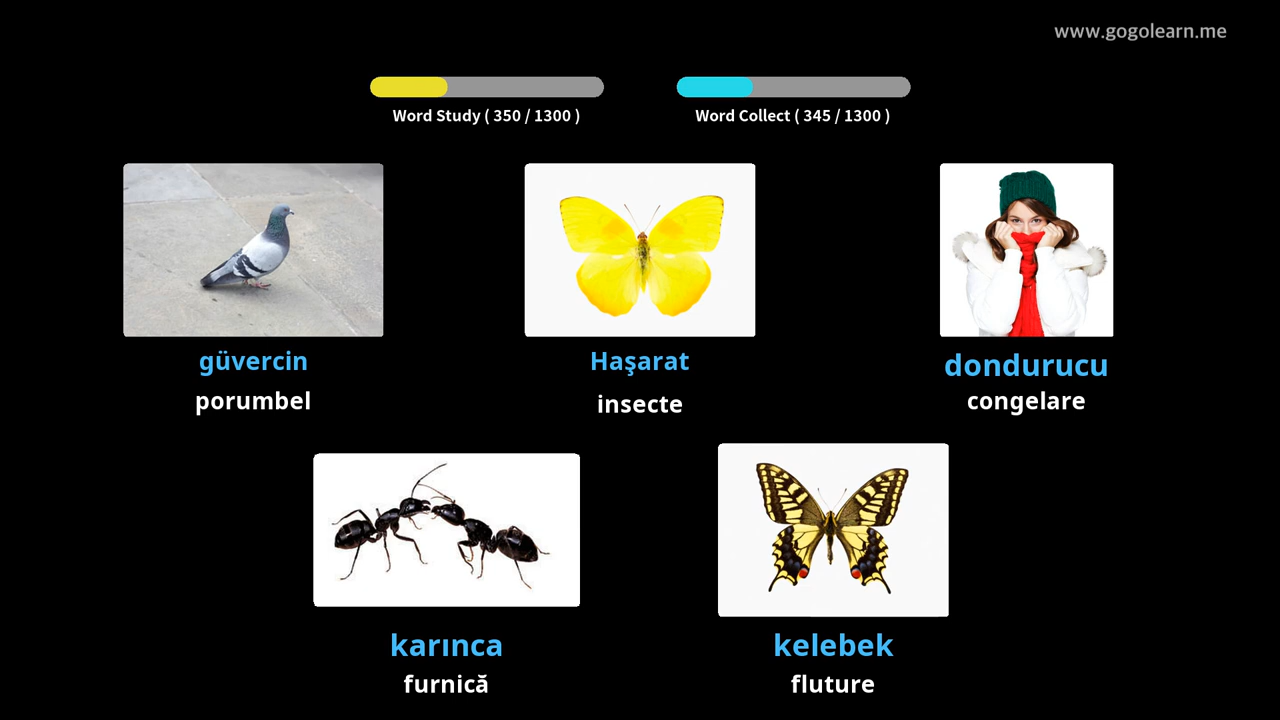 www.gogolearn.me
Word Study ( 350 / 1300 )
Word Collect ( 345 / 1300 )
güvercin
porumbel
Haşarat
insecte
dondurucu
congelare
karınca
furnică
kelebek
fluture